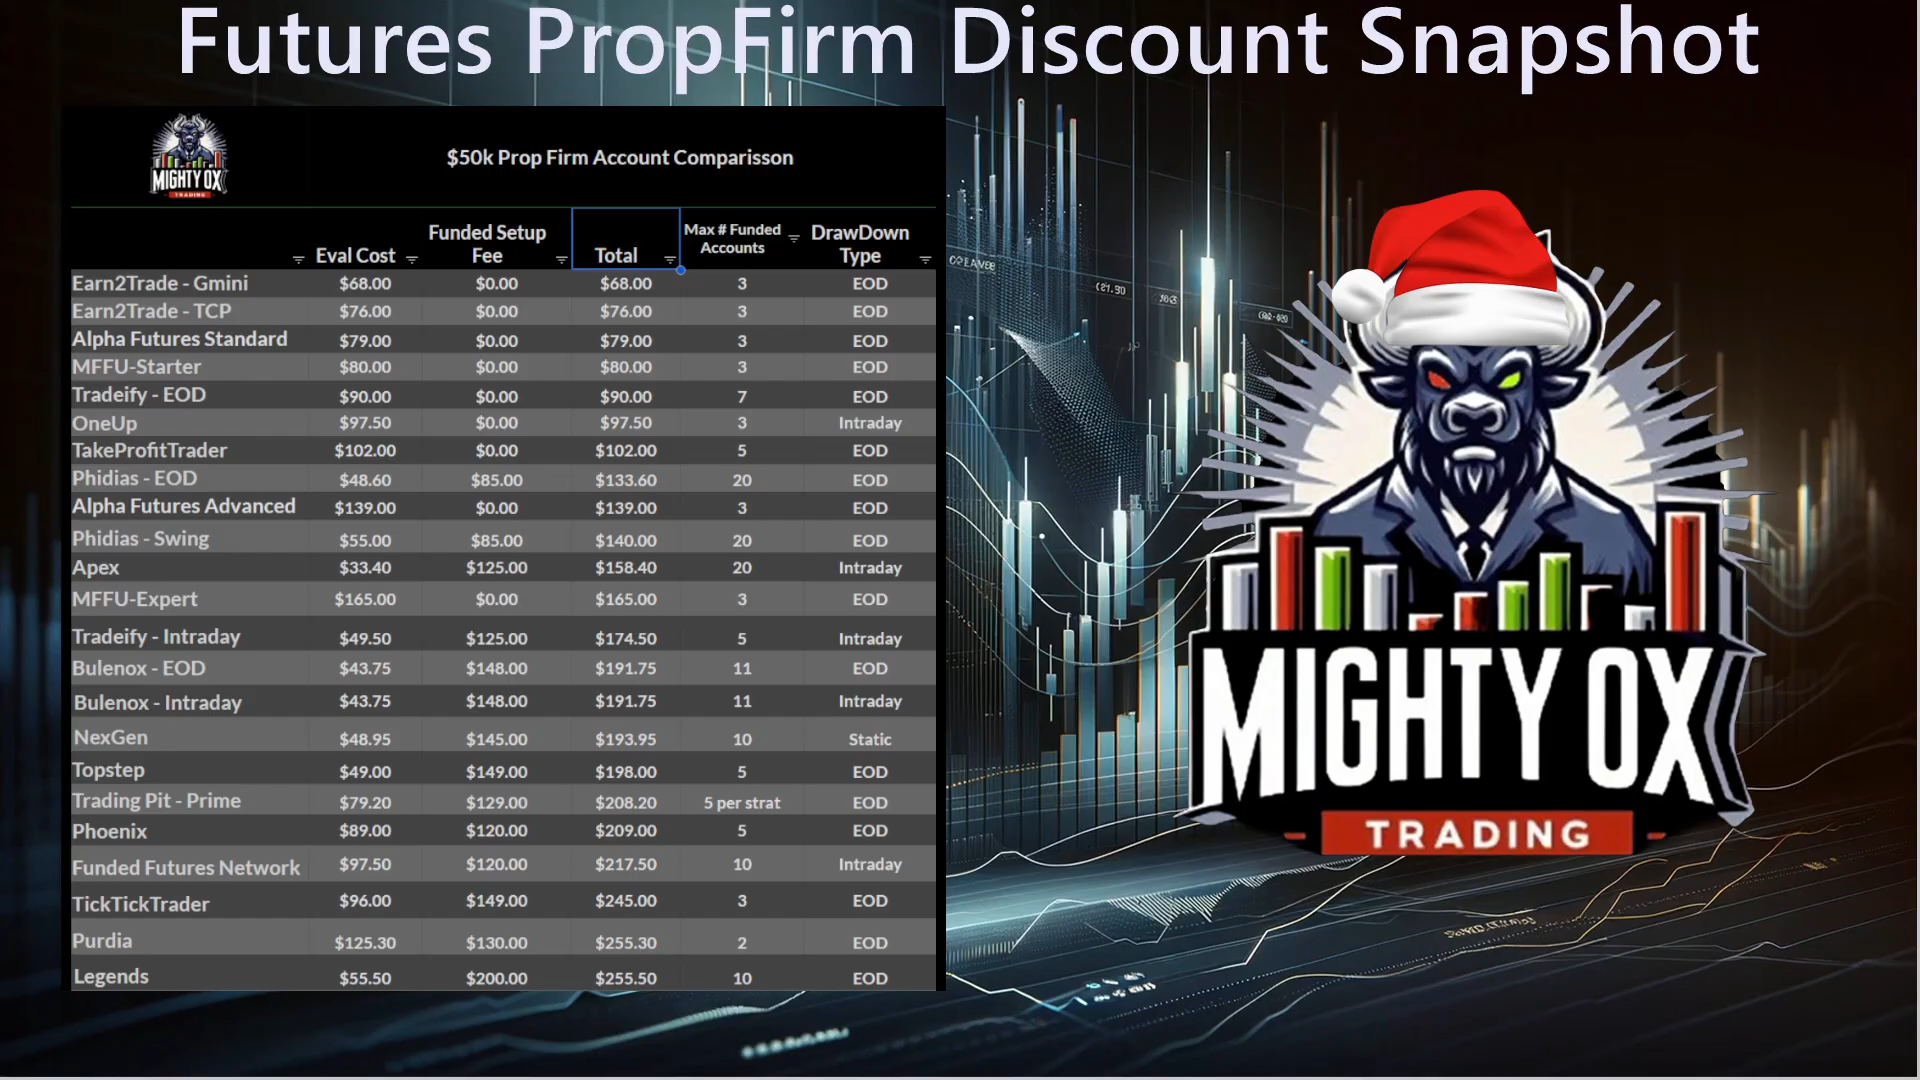 Futures PropFirm Discount Snapshot
MIGHTY OX
TRADING
$50k Prop Firm Account Comparisson
Eval Cost Funded Setup Fee Total Max # Funded Accounts DrawDown Type
Earn2Trade - Gmini $68.00 $0.00 $68.00 3 EOD
Earn2Trade - TCP $76.00 $0.00 $76.00 3 EOD
Alpha Futures Standard $79.00 $0.00 $79.00 3 EOD
MFFU-Starter $80.00 $0.00 $80.00 3 EOD
Tradeify - EOD $90.00 $0.00 $90.00 7 EOD
OneUp $97.50 $0.00 $97.50 3 Intraday
TakeProfitTrader $102.00 $0.00 $102.00 5 EOD
Phidias - EOD $48.60 $85.00 $133.60 20 EOD
Alpha Futures Advanced $139.00 $0.00 $139.00 3 EOD
Phidias - Swing $55.00 $85.00 $140.00 20 EOD
Apex $33.40 $125.00 $158.40 20 Intraday
MFFU-Expert $165.00 $0.00 $165.00 3 EOD
Tradeify - Intraday $49.50 $125.00 $174.50 5 Intraday
Bulenox - EOD $43.75 $148.00 $191.75 11 EOD
Bulenox - Intraday $43.75 $148.00 $191.75 11 Intraday
NexGen $48.95 $145.00 $193.95 10 Static
Topstep $49.00 $149.00 $198.00 5 EOD
Trading Pit - Prime $79.20 $129.00 $208.20 5 per strat EOD
Phoenix $89.00 $120.00 $209.00 5 EOD
Funded Futures Network $97.50 $120.00 $217.50 10 Intraday
TickTickTrader $96.00 $149.00 $245.00 3 EOD
Purdia $125.30 $130.00 $255.30 2 EOD
Legends $55.50 $200.00 $255.50 10 EOD
MIGHTY OX
TRADING